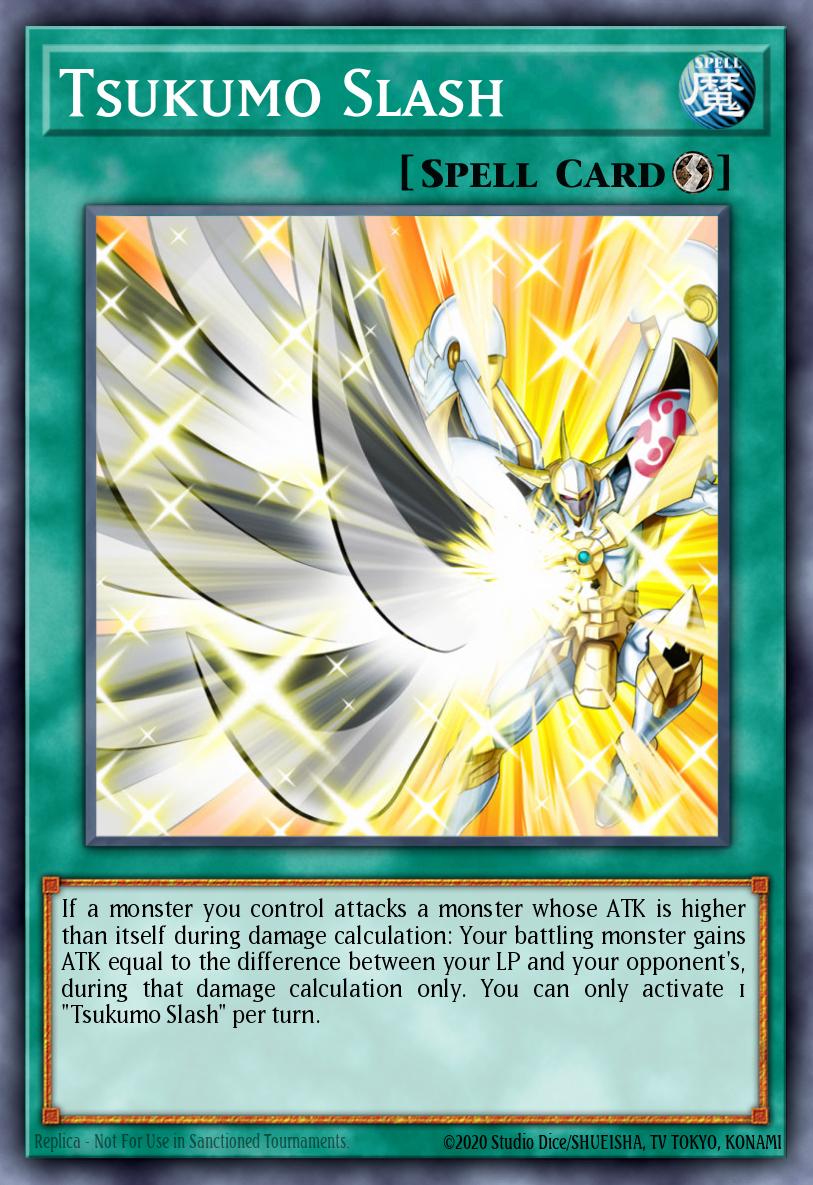 Tsukumo Slash
SPELL
魔
[Spell Card]
If a monster you control attacks a monster whose ATK is higher
than itself during damage calculation: Your battling monster gains
ATK equal to the difference between your LP and your opponent's,
during that damage calculation only. You can only activate 1
"Tsukumo Slash" per turn.
Replica - Not For Use in Sanctioned Tournaments.
©2020 Studio Dice/SHUEISHA, TV TOKYO, KONAMI